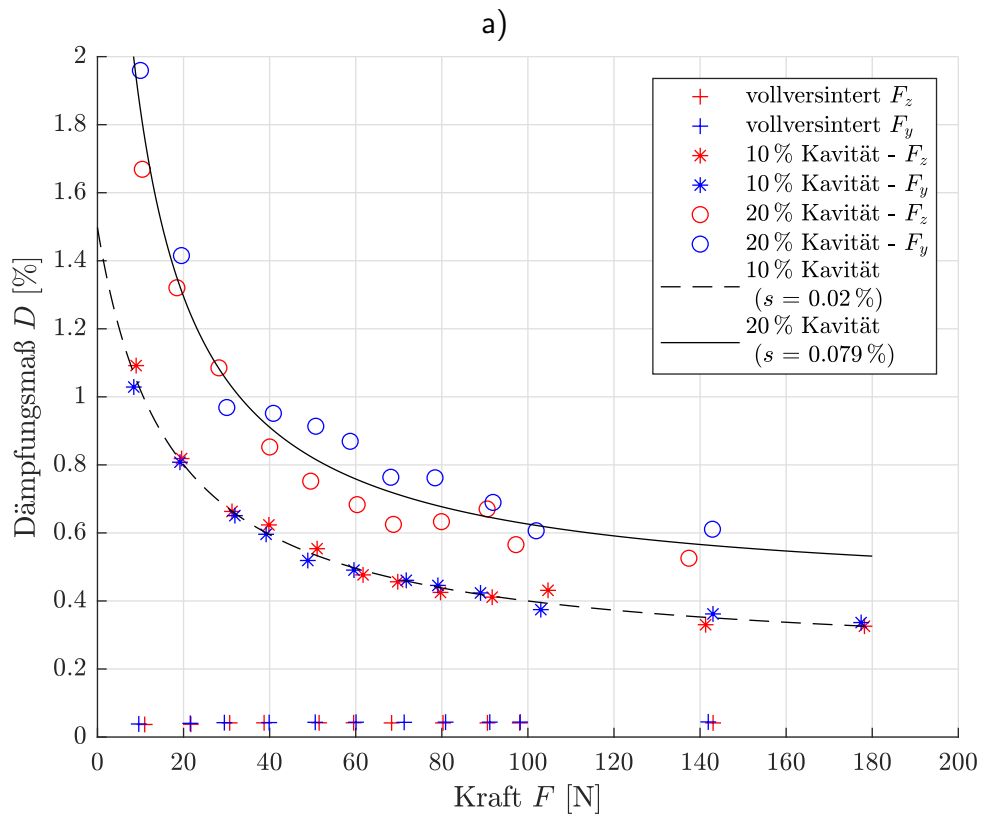 a)
2
1.8
1.6
1.4
1.2
1
0.8
0.6
0.4
0.2
0
Dämpfungsmaß D [%]
vollversintert F_z
vollversintert F_y
10 % Kavität - F_z
10 % Kavität - F_y
20 % Kavität - F_z
20 % Kavität - F_y
10 % Kavität
(s = 0.02 %)
20 % Kavität
(s = 0.079 %)
0 20 40 60 80 100 120 140 160 180 200
Kraft F [N]